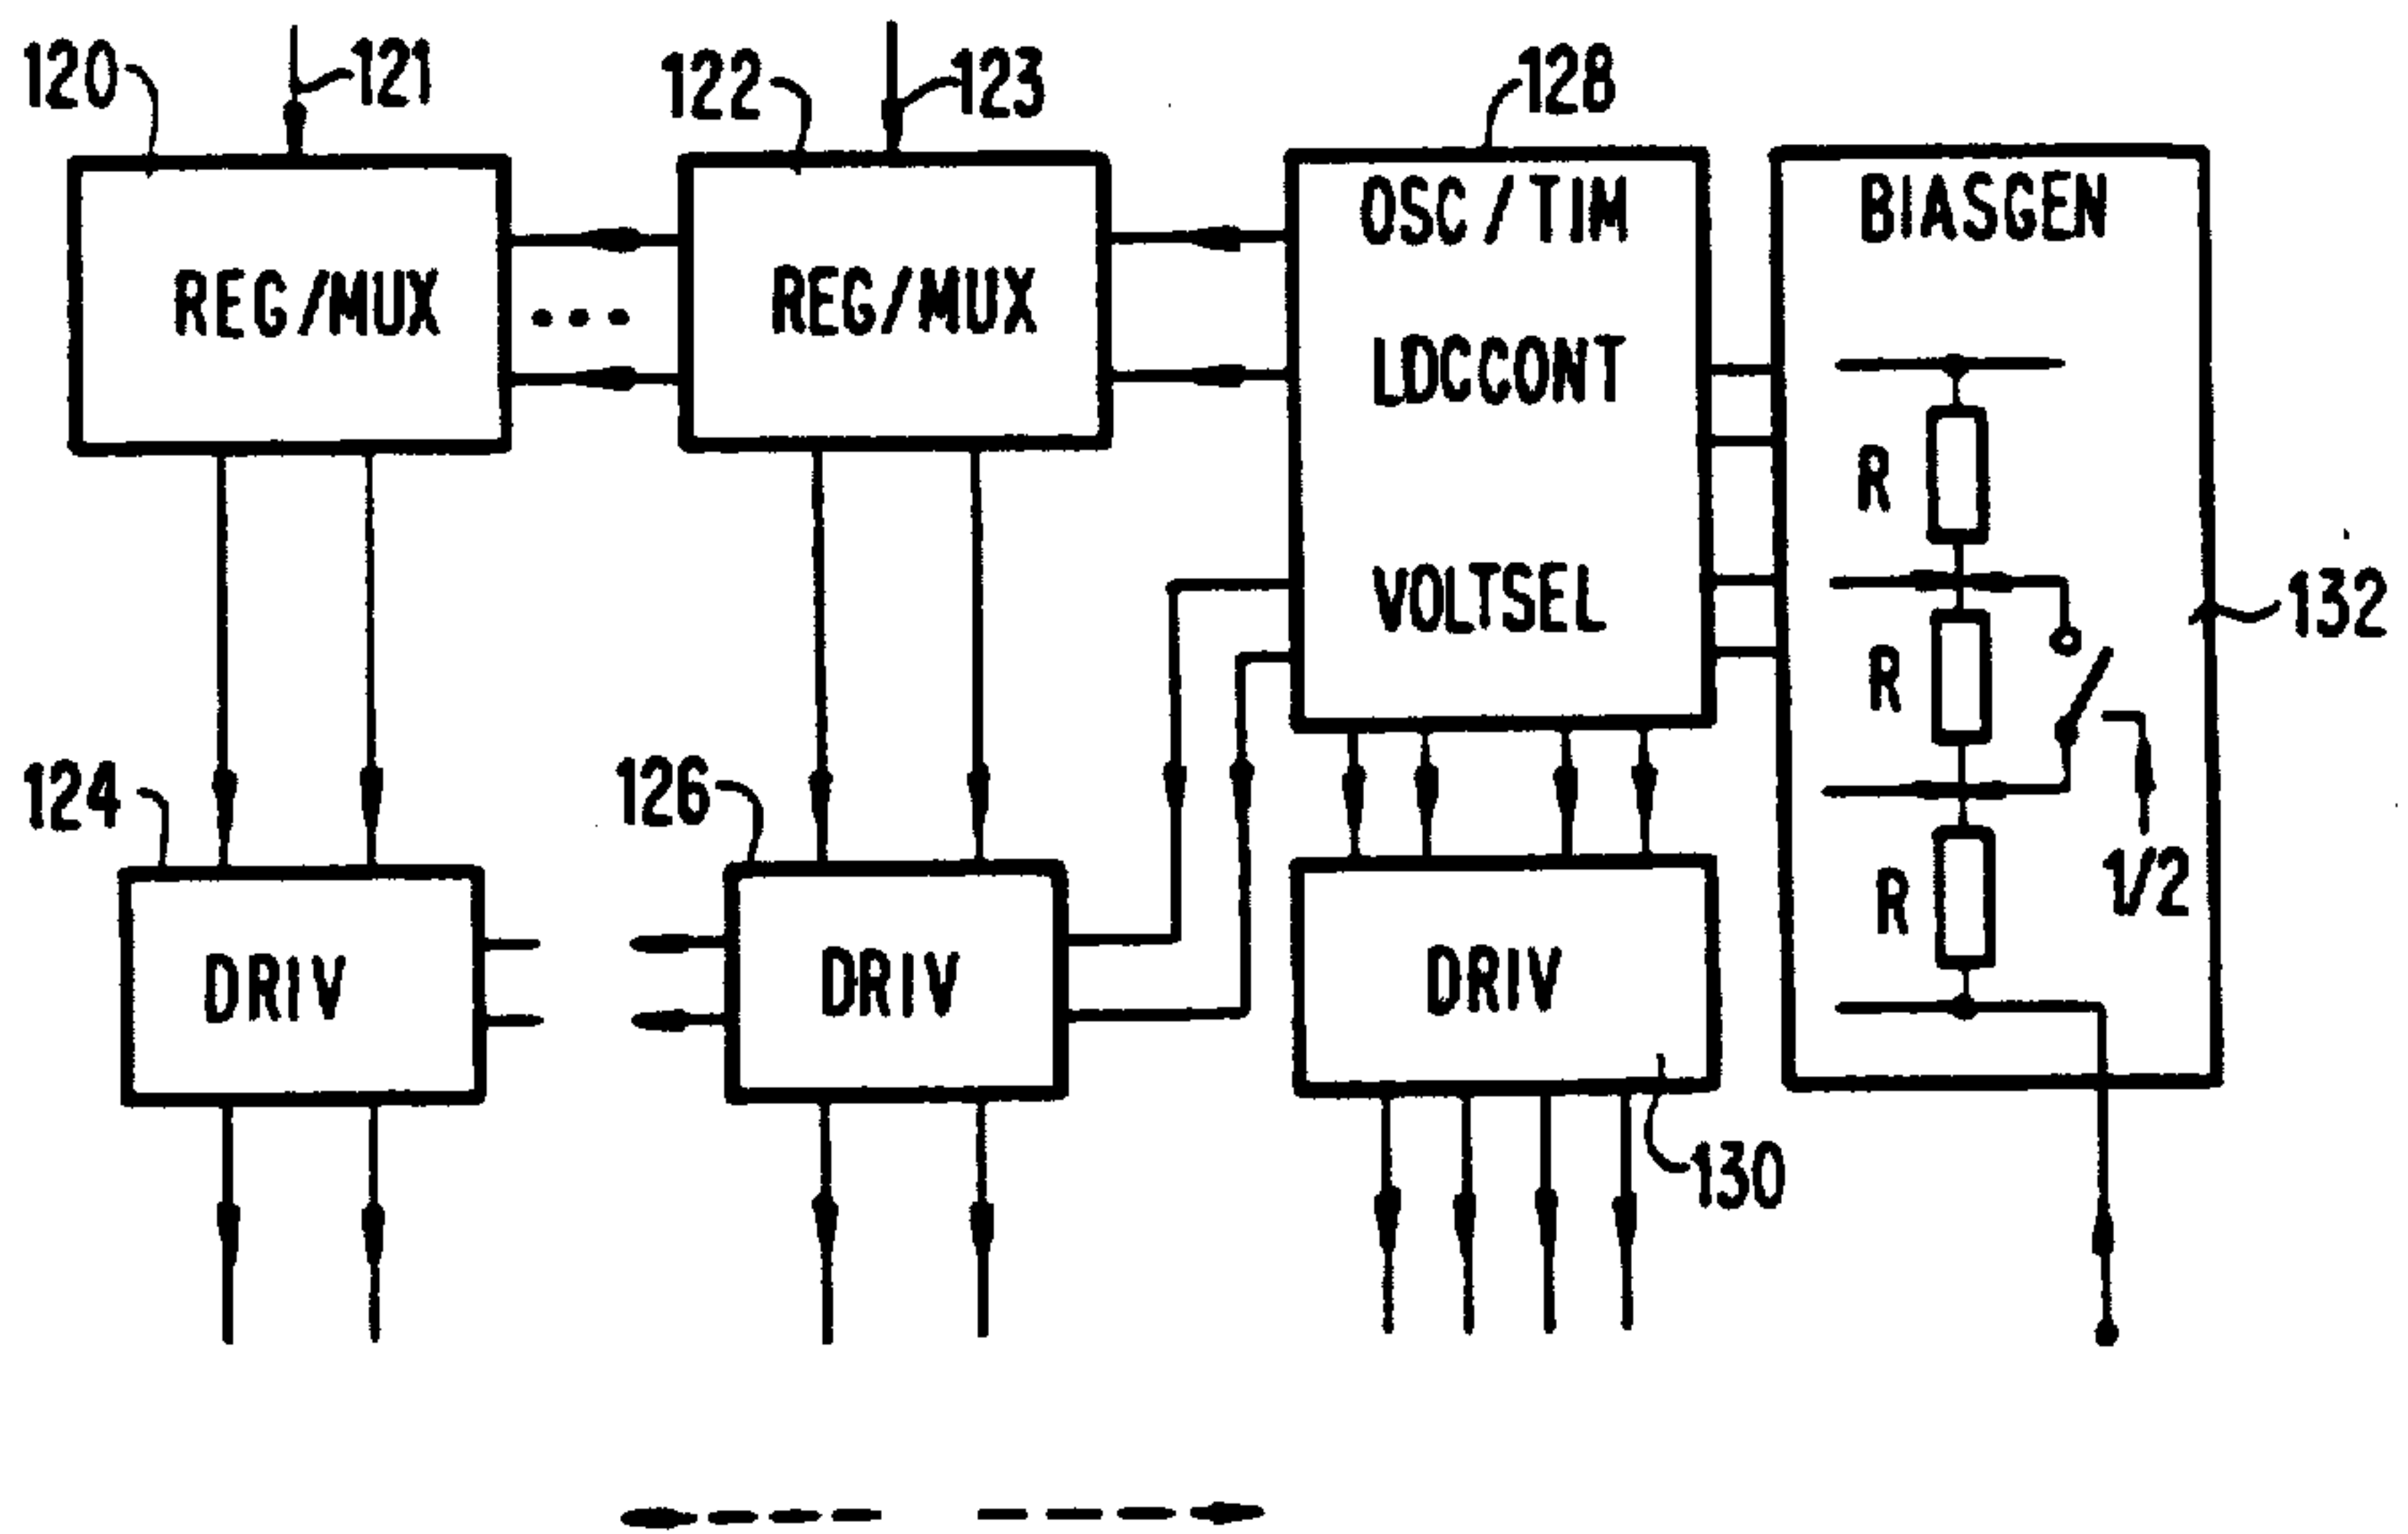 120
121
122
123
128
REG/MUX
REG/MUX
OSC/TIM
LDCCONT
VOLTSEL
BIASGEN
R
R
R
1/2
132
124
126
DRIV
DRIV
DRIV
130